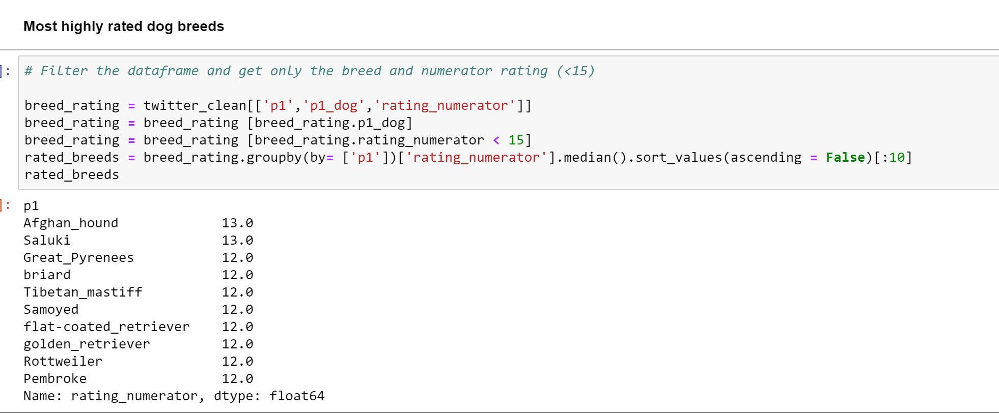 Most highly rated dog breeds
]: # Filter the dataframe and get only the breed and numerator rating (<15)
breed_rating = twitter_clean[['p1','p1_dog','rating_numerator']]
breed_rating = breed_rating [breed_rating.p1_dog]
breed_rating = breed_rating [breed_rating.rating_numerator < 15]
rated_breeds = breed_rating.groupby(by= ['p1'])['rating_numerator'].median().sort_values(ascending = False)[:10]
rated_breeds
]: p1
Afghan_hound 13.0
Saluki 13.0
Great_Pyrenees 12.0
briard 12.0
Tibetan_mastiff 12.0
Samoyed 12.0
flat-coated_retriever 12.0
golden_retriever 12.0
Rottweiler 12.0
Pembroke 12.0
Name: rating_numerator, dtype: float64